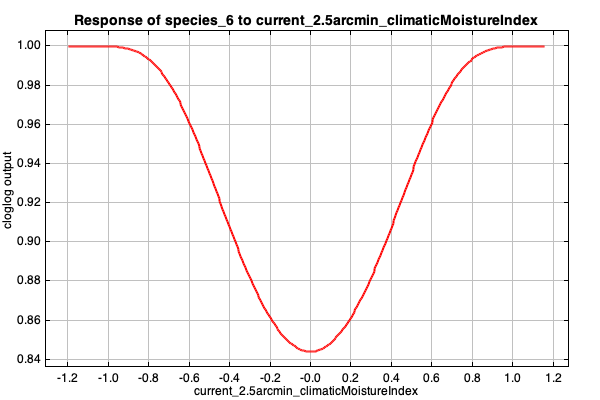 Response of species_6 to current_2.5arcmin_climaticMoistureIndex
1.00
0.98
0.96
0.94
0.92
0.90
0.88
0.86
0.84
cloglog output
-1.2 -1.0 -0.8 -0.6 -0.4 -0.2 -0.0 0.2 0.4 0.6 0.8 1.0 1.2
current_2.5arcmin_climaticMoistureIndex